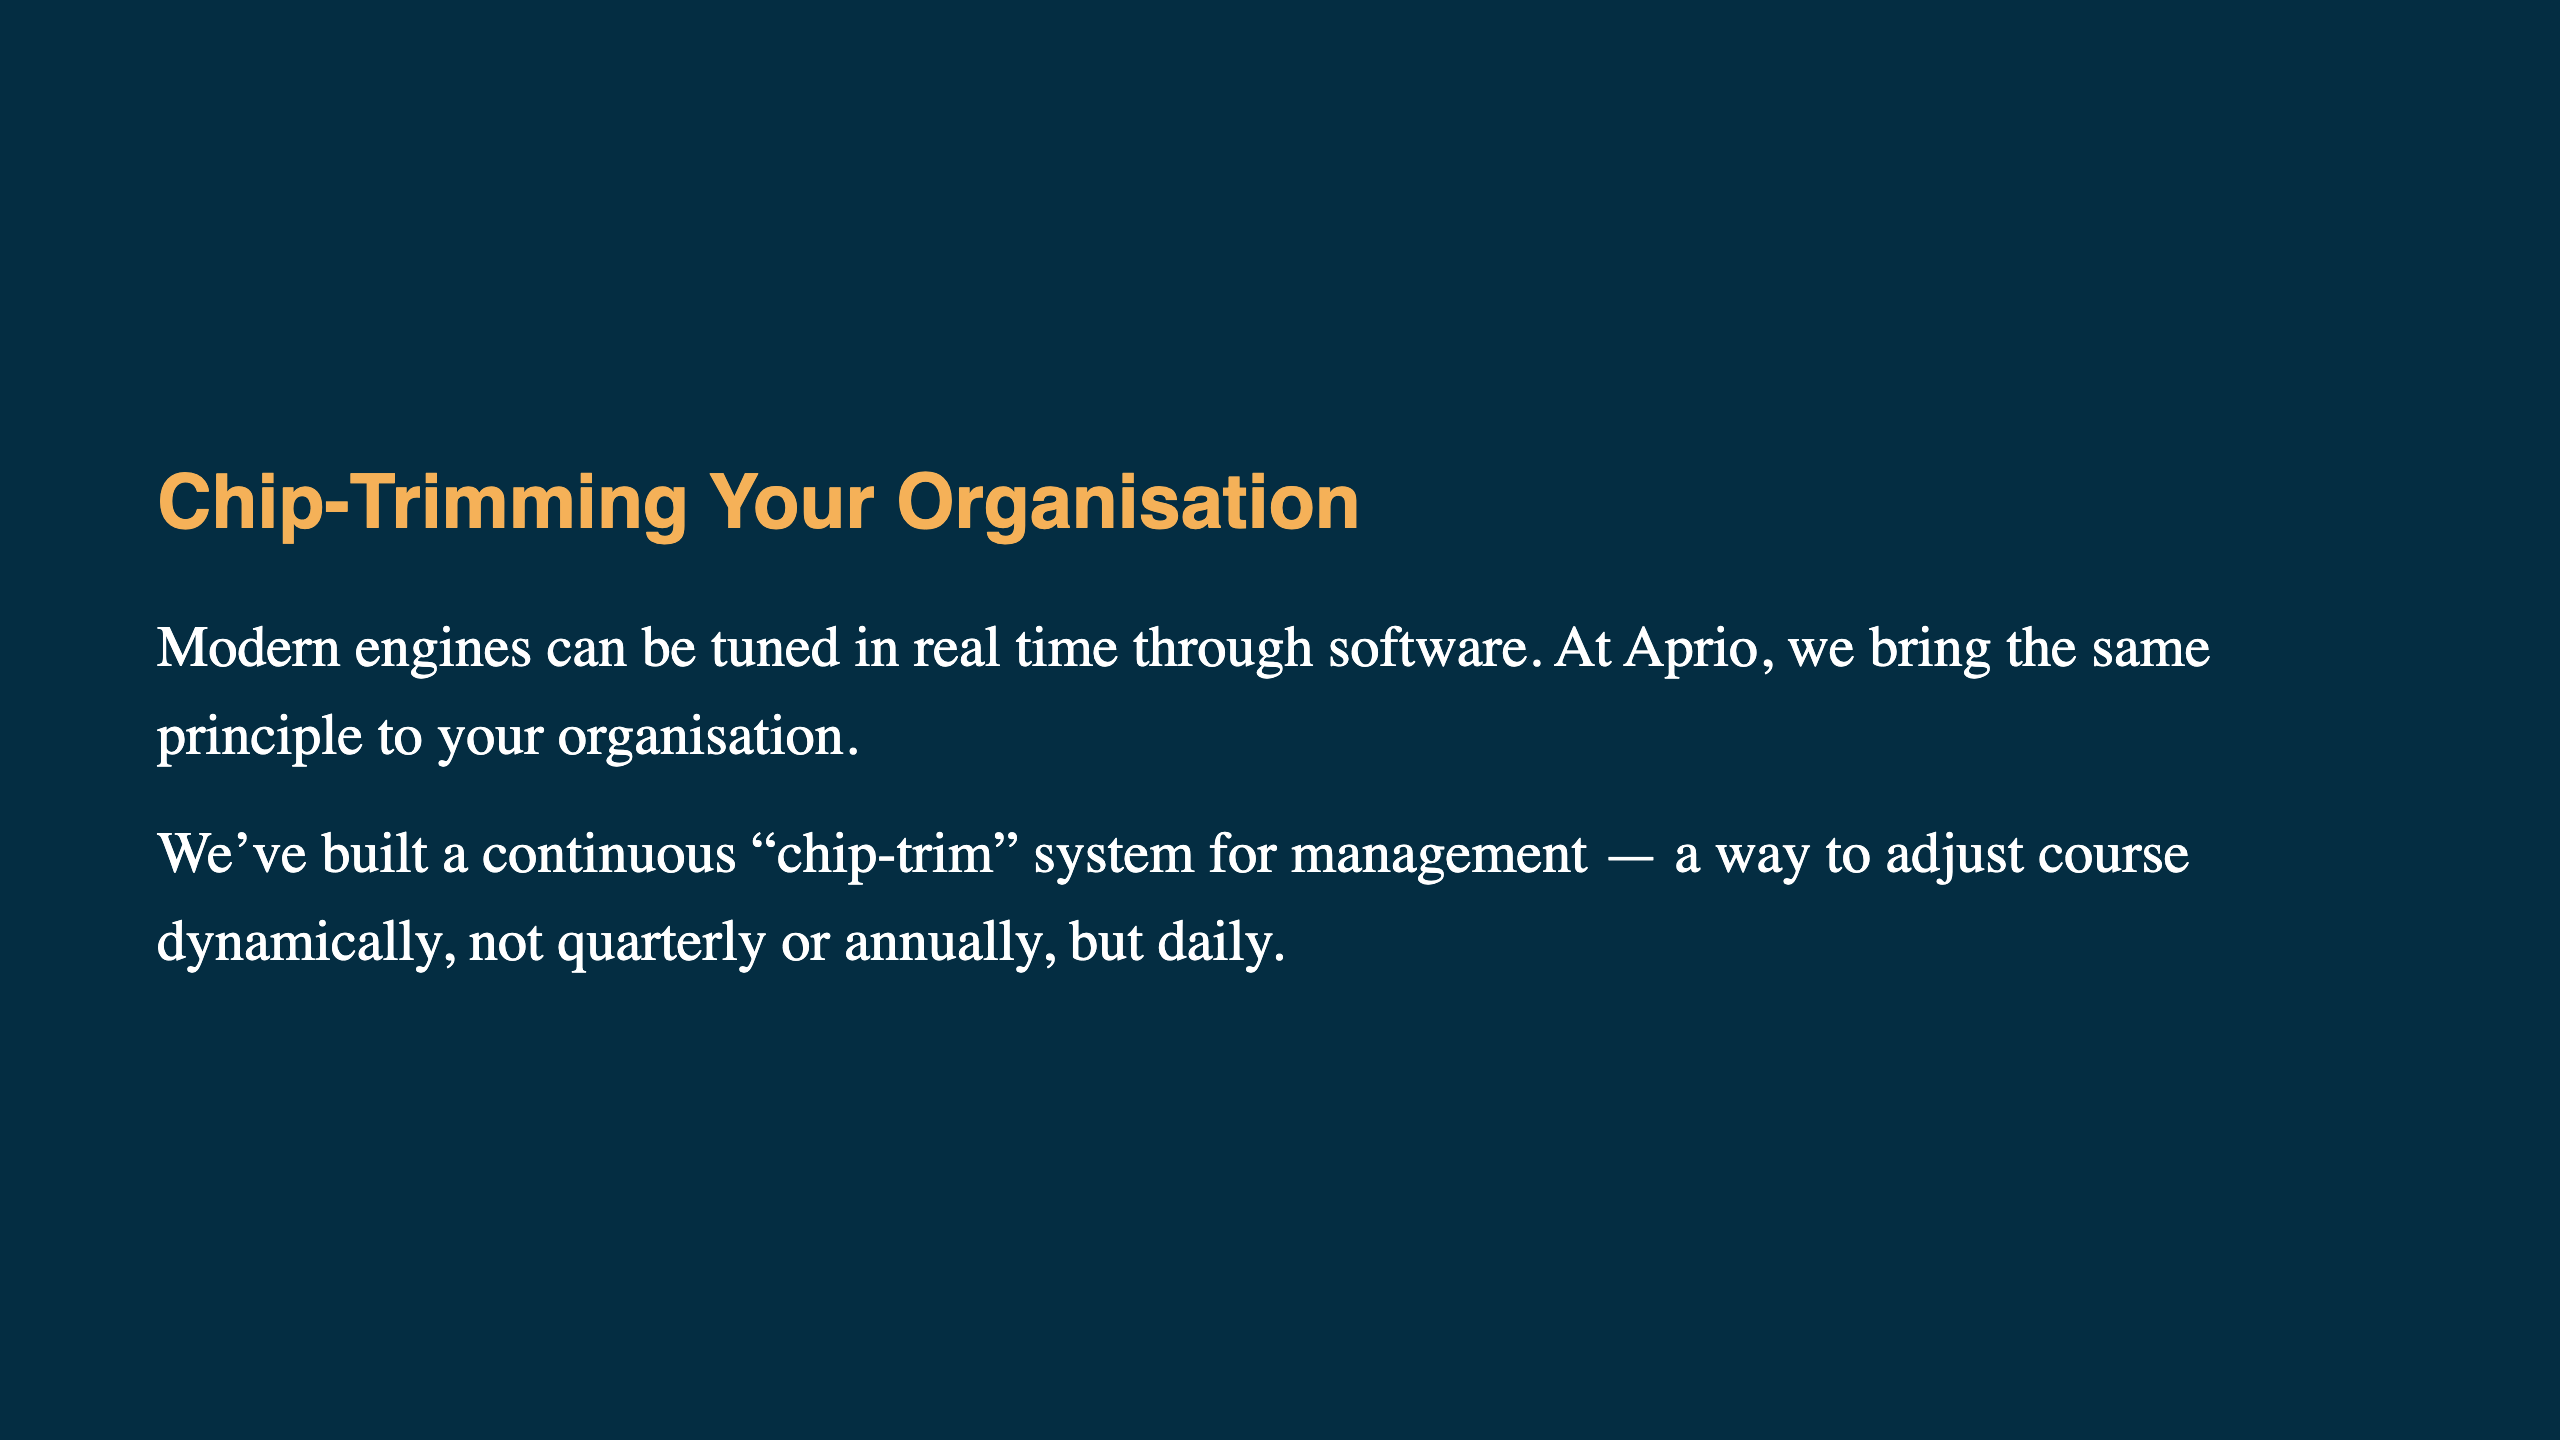 Chip-Trimming Your Organisation
Modern engines can be tuned in real time through software. At Aprio, we bring the same
principle to your organisation.
We’ve built a continuous “chip-trim” system for management — a way to adjust course
dynamically, not quarterly or annually, but daily.